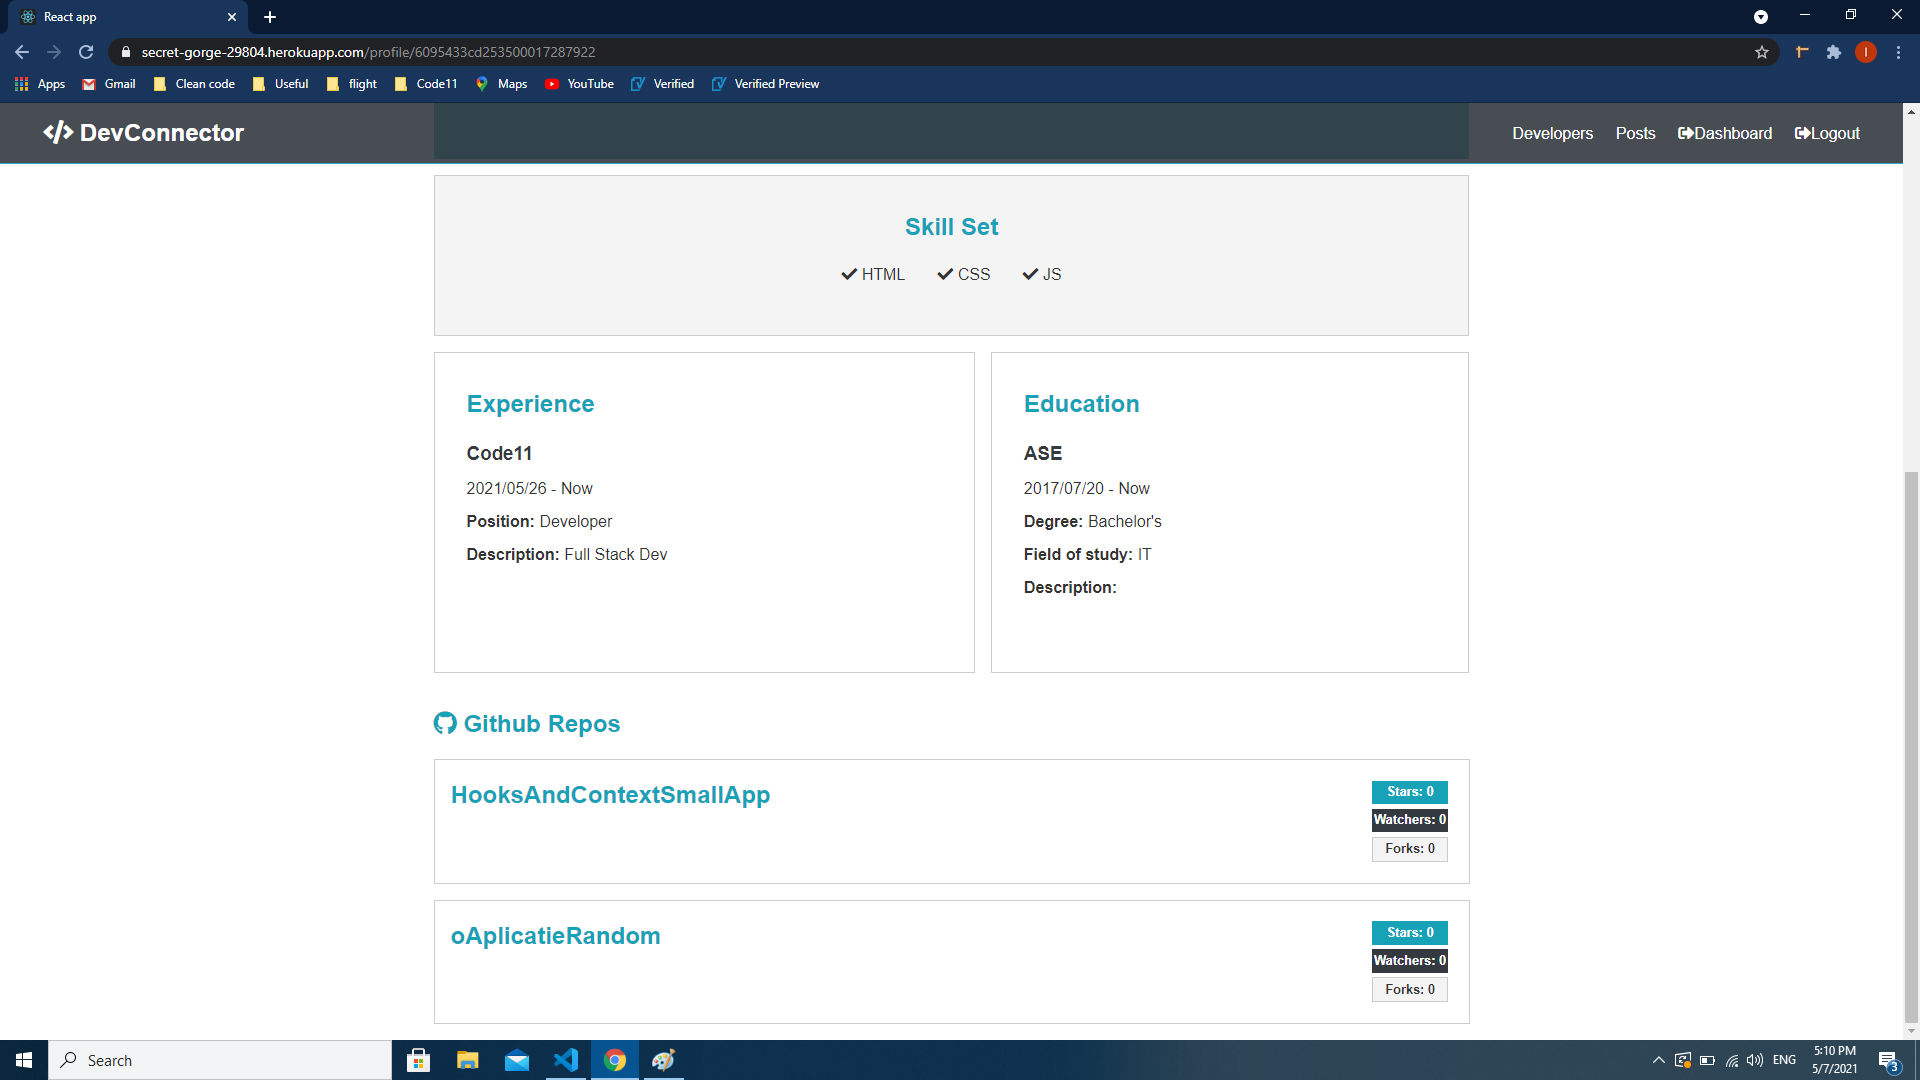 React app
secret-gorge-29804.herokuapp.com/profile/6095433cd253500017287922
I
Apps Gmail Clean code Useful flight Code11 Maps YouTube Verified Verified Preview
</> DevConnector Developers Posts Dashboard Logout
Skill Set
HTML CSS JS
Experience
Code11
2021/05/26 - Now
Position: Developer
Description: Full Stack Dev
Education
ASE
2017/07/20 - Now
Degree: Bachelor's
Field of study: IT
Description:
Github Repos
HooksAndContextSmallApp
Stars: 0
Watchers: 0
Forks: 0
oAplicatieRandom
Stars: 0
Watchers: 0
Forks: 0
Search
ENG
5:10 PM
5/7/2021
3